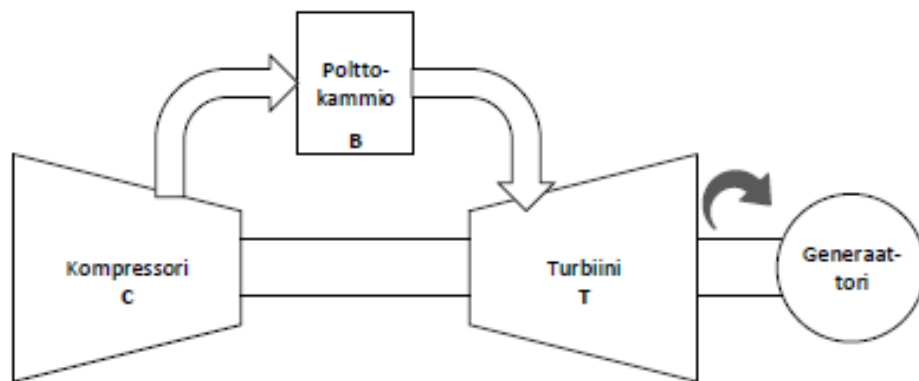 Poltto-
kammio
B
Kompressori
C
Turbiini
T
Generaat-
tori